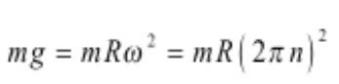 mg = mRω² = mR(2πn)²